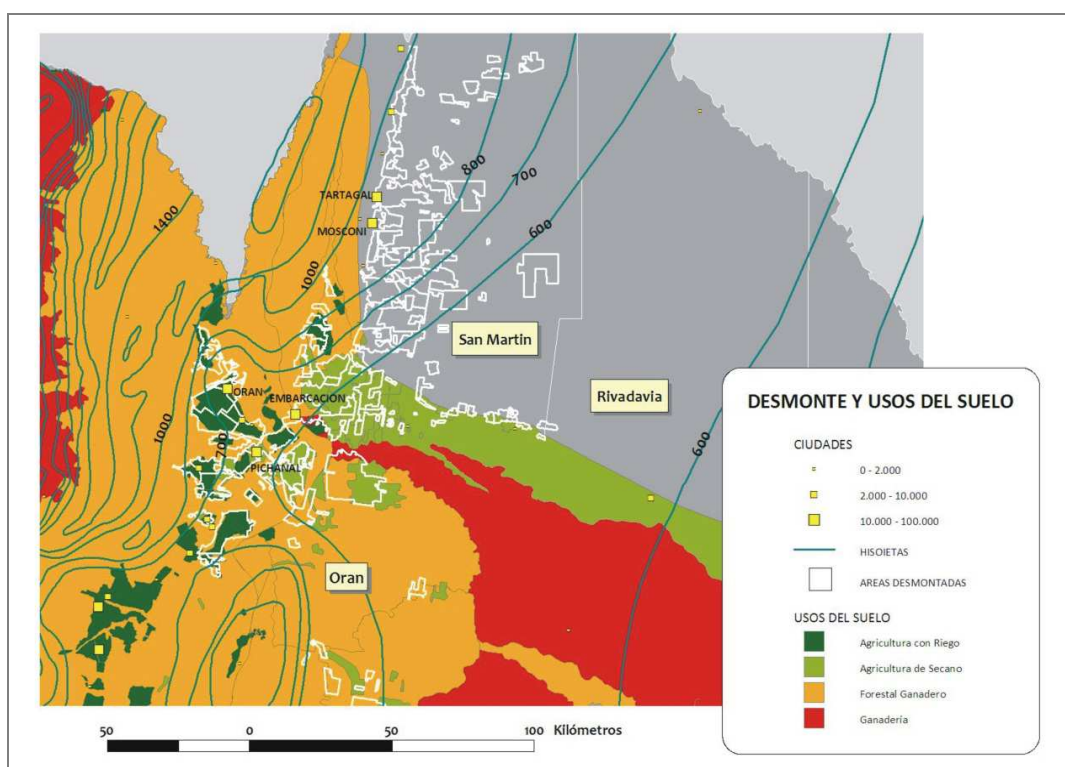 800
700
TARTAGAL
1400
600
MOSCONI
1000
San Martin
ORAN
EMBARCACIÓN
Rivadavia
1000
700
600
PICHANAL
Oran
DESMONTE Y USOS DEL SUELO
CIUDADES
0 - 2.000
2.000 - 10.000
10.000 - 100.000
HISOIETAS
AREAS DESMONTADAS
USOS DEL SUELO
Agricultura con Riego
Agricultura de Secano
Forestal Ganadero
Ganadería
50 0 50 100 Kilómetros